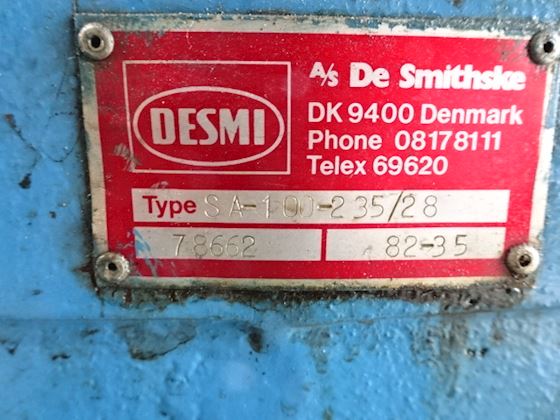 DESMI
A/S De Smithske
DK 9400 Denmark
Phone 08178111
Telex 69620
Type SA-100-235/28
78662 82-35